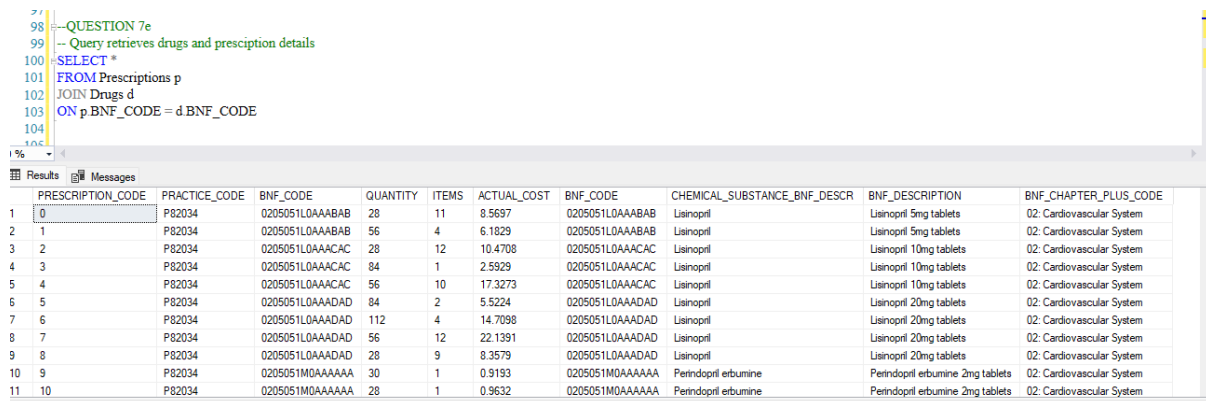 97
98 --QUESTION 7e
99 -- Query retrieves drugs and presciption details
100 SELECT *
101 FROM Prescriptions p
102 JOIN Drugs d
103 ON p.BNF_CODE = d.BNF_CODE
104
%
Results Messages
PRESCRIPTION_CODE PRACTICE_CODE BNF_CODE QUANTITY ITEMS ACTUAL_COST BNF_CODE CHEMICAL_SUBSTANCE_BNF_DESCR BNF_DESCRIPTION BNF_CHAPTER_PLUS_CODE
1 0 P82034 0205051L0AAABAB 28 11 8.5697 0205051L0AAABAB Lisinopril Lisinopril 5mg tablets 02: Cardiovascular System
2 1 P82034 0205051L0AAABAB 56 4 6.1829 0205051L0AAABAB Lisinopril Lisinopril 5mg tablets 02: Cardiovascular System
3 2 P82034 0205051L0AAACAC 28 12 10.4708 0205051L0AAACAC Lisinopril Lisinopril 10mg tablets 02: Cardiovascular System
4 3 P82034 0205051L0AAACAC 84 1 2.5929 0205051L0AAACAC Lisinopril Lisinopril 10mg tablets 02: Cardiovascular System
5 4 P82034 0205051L0AAACAC 56 10 17.3273 0205051L0AAACAC Lisinopril Lisinopril 10mg tablets 02: Cardiovascular System
6 5 P82034 0205051L0AAADAD 84 2 5.5224 0205051L0AAADAD Lisinopril Lisinopril 20mg tablets 02: Cardiovascular System
7 6 P82034 0205051L0AAADAD 112 4 14.7098 0205051L0AAADAD Lisinopril Lisinopril 20mg tablets 02: Cardiovascular System
8 7 P82034 0205051L0AAADAD 56 12 22.1391 0205051L0AAADAD Lisinopril Lisinopril 20mg tablets 02: Cardiovascular System
9 8 P82034 0205051L0AAADAD 28 9 8.3579 0205051L0AAADAD Lisinopril Lisinopril 20mg tablets 02: Cardiovascular System
10 9 P82034 0205051M0AAAAAA 30 1 0.9193 0205051M0AAAAAA Perindopril erbumine Perindopril erbumine 2mg tablets 02: Cardiovascular System
11 10 P82034 0205051M0AAAAAA 28 1 0.9632 0205051M0AAAAAA Perindopril erbumine Perindopril erbumine 2mg tablets 02: Cardiovascular System